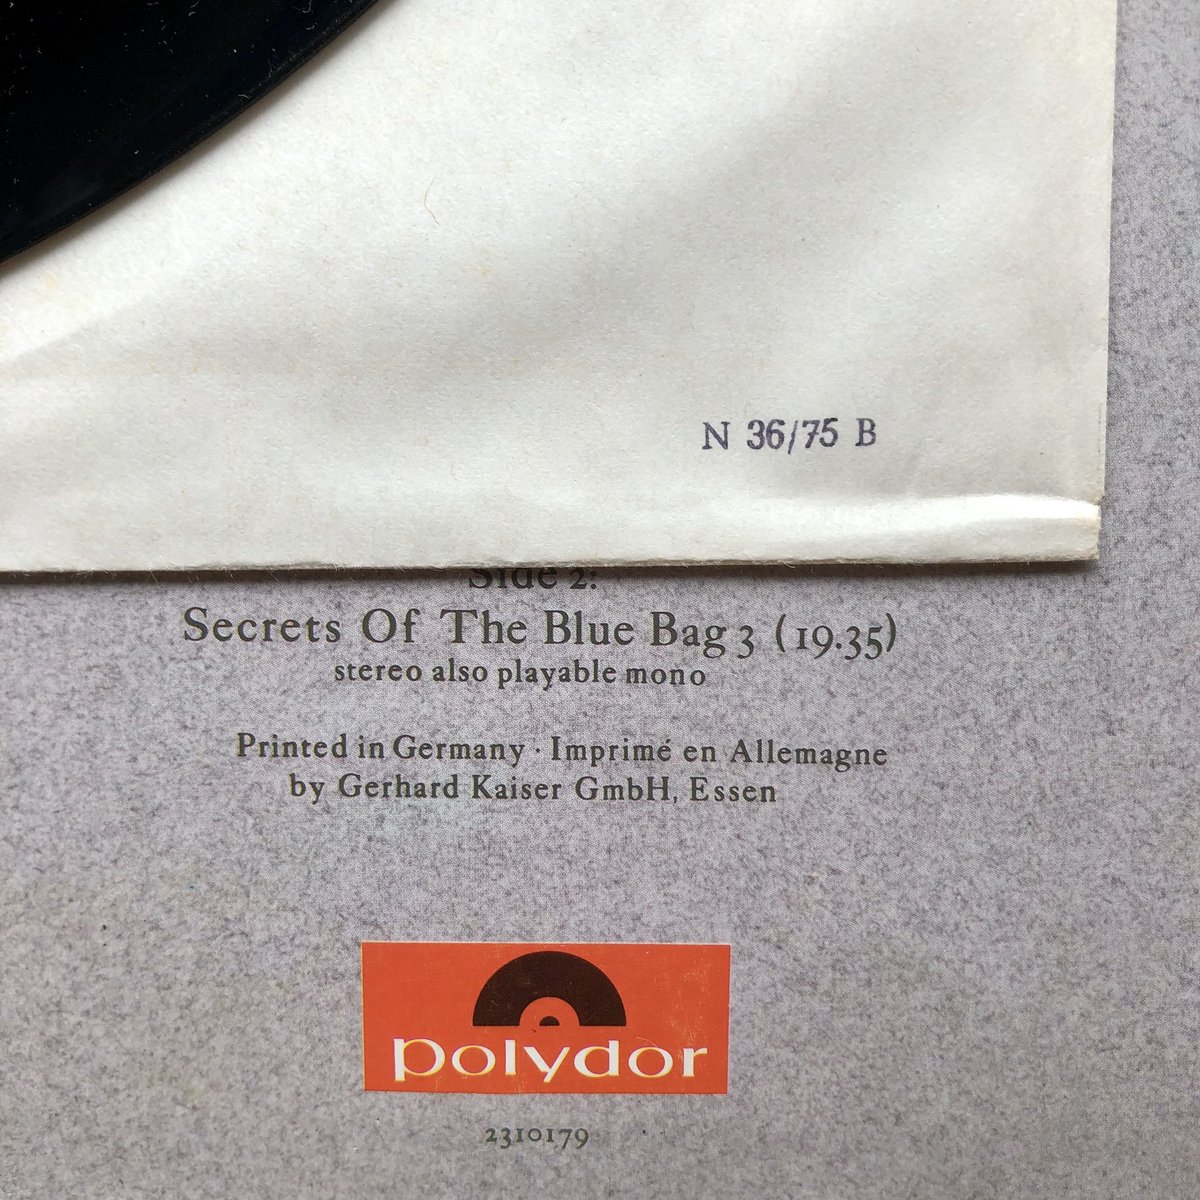 N 36/75 B
Side 2:
Secrets Of The Blue Bag 3 (19.35)
stereo also playable mono
Printed in Germany · Imprimé en Allemagne
by Gerhard Kaiser GmbH, Essen
polydor
2310179